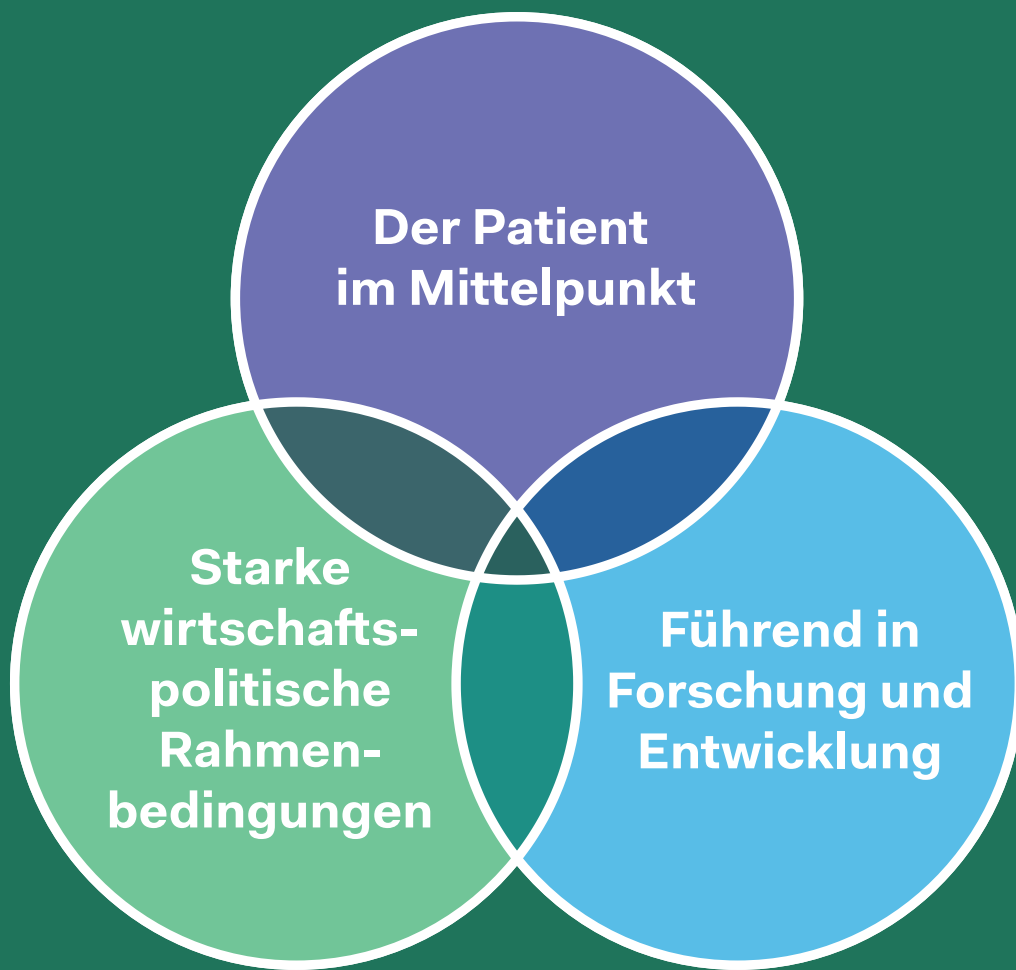 Der Patient
im Mittelpunkt
Starke
wirtschafts-
politische
Rahmen-
bedingungen
Führend in
Forschung und
Entwicklung